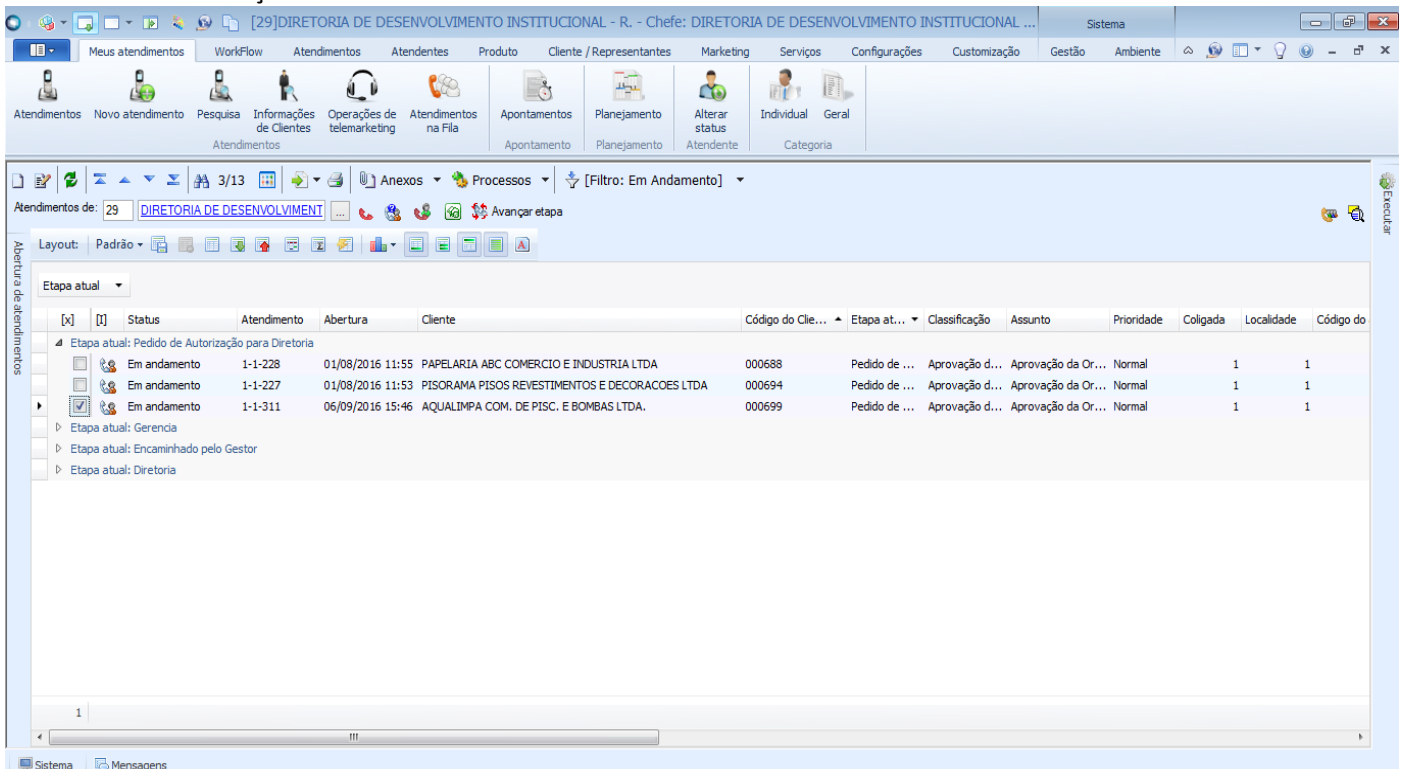 [29]DIRETORIA DE DESENVOLVIMENTO INSTITUCIONAL - R. - Chefe: DIRETORIA DE DESENVOLVIMENTO INSTITUCIONAL ... Sistema
Meus atendimentos WorkFlow Atendimentos Atendentes Produto Cliente / Representantes Marketing Serviços Configurações Customização Gestão Ambiente
Atendimentos Novo atendimento Pesquisa Informações de Clientes Operações de telemarketing Atendimentos na Fila Apontamentos Planejamento Alterar status Individual Geral
Atendimentos Apontamento Planejamento Atendente Categoria
3/13 Anexos Processos [Filtro: Em Andamento]
Atendimentos de: 29 DIRETORIA DE DESENVOLVIMENT ... Avançar etapa
Executar
Abertura de atendimentos
Layout: Padrão
Etapa atual
[x] [I] Status Atendimento Abertura Cliente Código do Clie... Etapa at... Classificação Assunto Prioridade Coligada Localidade Código do
Etapa atual: Pedido de Autorização para Diretoria
Em andamento 1-1-228 01/08/2016 11:55 PAPELARIA ABC COMERCIO E INDUSTRIA LTDA 000688 Pedido de ... Aprovação d... Aprovação da Or... Normal 1 1
Em andamento 1-1-227 01/08/2016 11:53 PISORAMA PISOS REVESTIMENTOS E DECORACOES LTDA 000694 Pedido de ... Aprovação d... Aprovação da Or... Normal 1 1
Em andamento 1-1-311 06/09/2016 15:46 AQUALIMPA COM. DE PISC. E BOMBAS LTDA. 000699 Pedido de ... Aprovação d... Aprovação da Or... Normal 1 1
Etapa atual: Gerencia
Etapa atual: Encaminhado pelo Gestor
Etapa atual: Diretoria
1
Sistema Mensagens